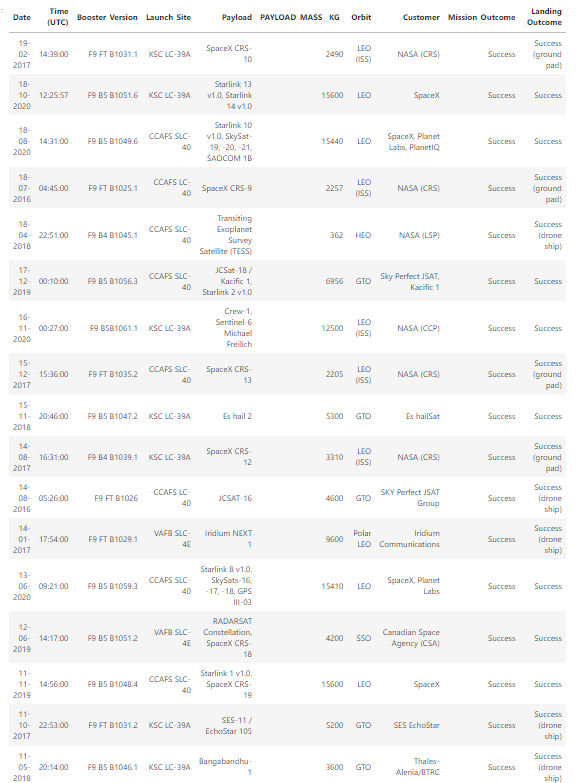 Date Time (UTC) Booster Version Launch Site Payload PAYLOAD MASS KG Orbit Customer Mission Outcome Landing Outcome
19-02-2017 14:39:00 F9 FT B1031.1 KSC LC-39A SpaceX CRS-10 2490 LEO (ISS) NASA (CRS) Success Success (ground pad)
18-10-2020 12:25:57 F9 B5 B1051.6 KSC LC-39A Starlink 13 v1.0, Starlink 14 v1.0 15600 LEO SpaceX Success Success
18-08-2020 14:31:00 F9 B5 B1049.6 CCAFS SLC-40 Starlink 10 v1.0, SkySat-19, -20, -21, SAOCOM 1B 15440 LEO SpaceX, Planet Labs, PlanetIQ Success Success
18-07-2016 04:45:00 F9 FT B1025.1 CCAFS LC-40 SpaceX CRS-9 2257 LEO (ISS) NASA (CRS) Success Success (ground pad)
18-04-2018 22:51:00 F9 B4 B1045.1 CCAFS SLC-40 Transiting Exoplanet Survey Satellite (TESS) 362 HEO NASA (LSP) Success Success (drone ship)
17-12-2019 00:10:00 F9 B5 B1056.3 CCAFS SLC-40 JCSat-18 / Kacific 1, Starlink 2 v1.0 6956 GTO Sky Perfect JSAT, Kacific 1 Success Success
16-11-2020 00:27:00 F9 B5B1061.1 KSC LC-39A Crew-1, Sentinel-6 Michael Freilich 12500 LEO (ISS) NASA (CCP) Success Success
15-12-2017 15:36:00 F9 FT B1035.2 CCAFS SLC-40 SpaceX CRS-13 2205 LEO (ISS) NASA (CRS) Success Success (ground pad)
15-11-2018 20:46:00 F9 B5 B1047.2 KSC LC-39A Es hail 2 5300 GTO Es hailSat Success Success
14-08-2017 16:31:00 F9 B4 B1039.1 KSC LC-39A SpaceX CRS-12 3310 LEO (ISS) NASA (CRS) Success Success (ground pad)
14-08-2016 05:26:00 F9 FT B1026 CCAFS LC-40 JCSAT-16 4600 GTO SKY Perfect JSAT Group Success Success (drone ship)
14-01-2017 17:54:00 F9 FT B1029.1 VAFB SLC-4E Iridium NEXT 1 9600 Polar LEO Iridium Communications Success Success (drone ship)
13-06-2020 09:21:00 F9 B5 B1059.3 CCAFS SLC-40 Starlink 8 v1.0, SkySats-16, -17, -18, GPS III-03 15410 LEO SpaceX, Planet Labs Success Success
12-06-2019 14:17:00 F9 B5 B1051.2 VAFB SLC-4E RADARSAT Constellation, SpaceX CRS-18 4200 SSO Canadian Space Agency (CSA) Success Success
11-11-2019 14:56:00 F9 B5 B1048.4 CCAFS SLC-40 Starlink 1 v1.0, SpaceX CRS-19 15600 LEO SpaceX Success Success
11-10-2017 22:53:00 F9 FT B1031.2 KSC LC-39A SES-11 / EchoStar 105 5200 GTO SES EchoStar Success Success (drone ship)
11-05-2018 20:14:00 F9 B5 B1046.1 KSC LC-39A Bangabandhu-1 3600 GTO Thales-Alenia/BTRC Success Success (drone ship)